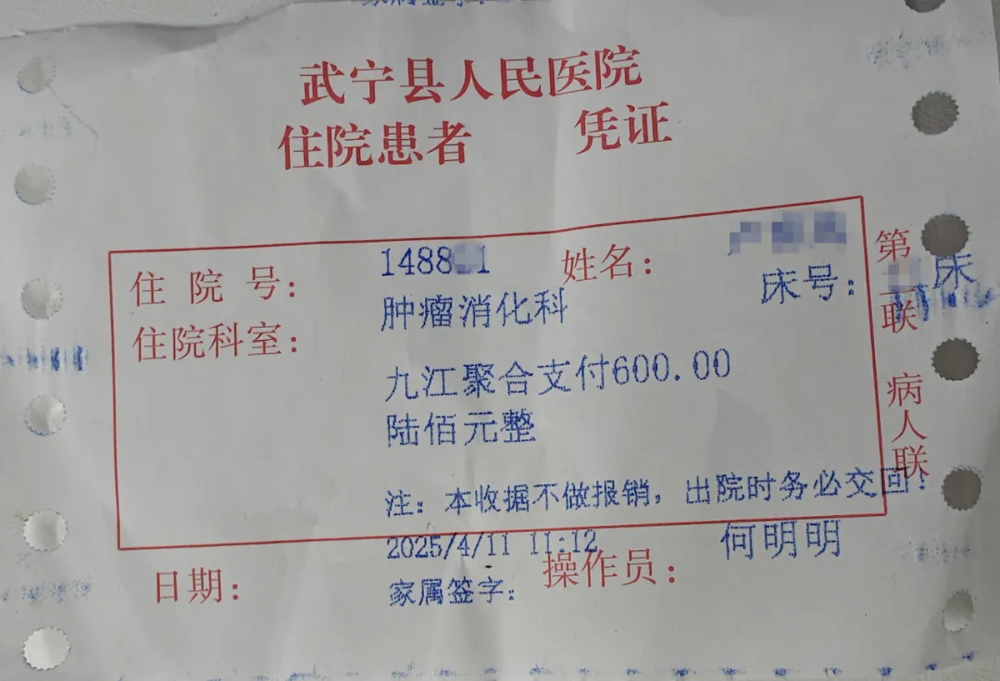 武宁县人民医院
住院患者 凭证
住院号: 148831 姓名:
住院科室: 肿瘤消化科 床号: 床
九江聚合支付600.00
陆佰元整
注:本收据不做报销,出院时务必交回!
日期: 2025/4/11 11:12 操作员: 何明明
家属签字:
第一联 病人联